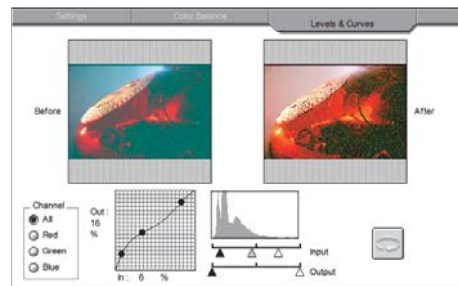 Settings
Color Balance
Levels & Curves
Before
After
Channel
All
Red
Green
Blue
Out :
16
%
In : 6 %
Input
Output